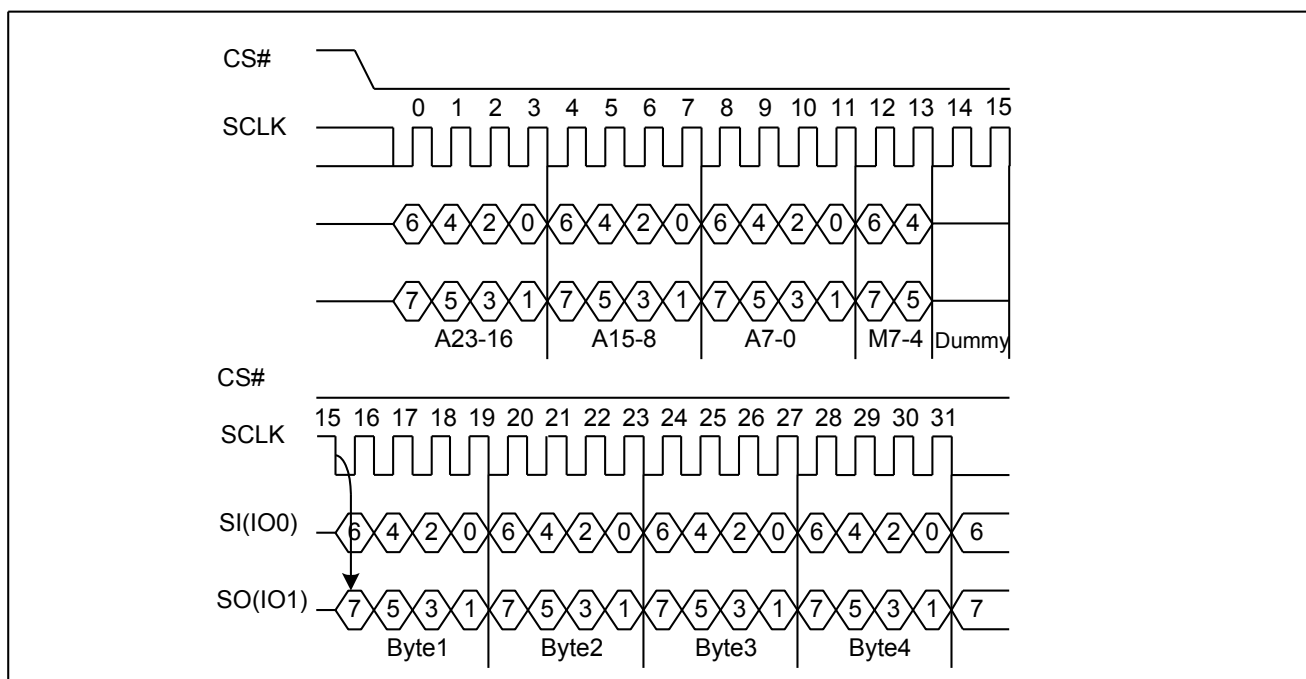 CS#
0 1 2 3 4 5 6 7 8 9 10 11 12 13 14 15
SCLK
6 4 2 0 6 4 2 0 6 4 2 0 6 4
7 5 3 1 7 5 3 1 7 5 3 1 7 5
A23-16 A15-8 A7-0 M7-4 Dummy
CS#
15 16 17 18 19 20 21 22 23 24 25 26 27 28 29 30 31
SCLK
SI(IO0) 6 4 2 0 6 4 2 0 6 4 2 0 6 4 2 0 6
SO(IO1) 7 5 3 1 7 5 3 1 7 5 3 1 7 5 3 1 7
Byte1 Byte2 Byte3 Byte4